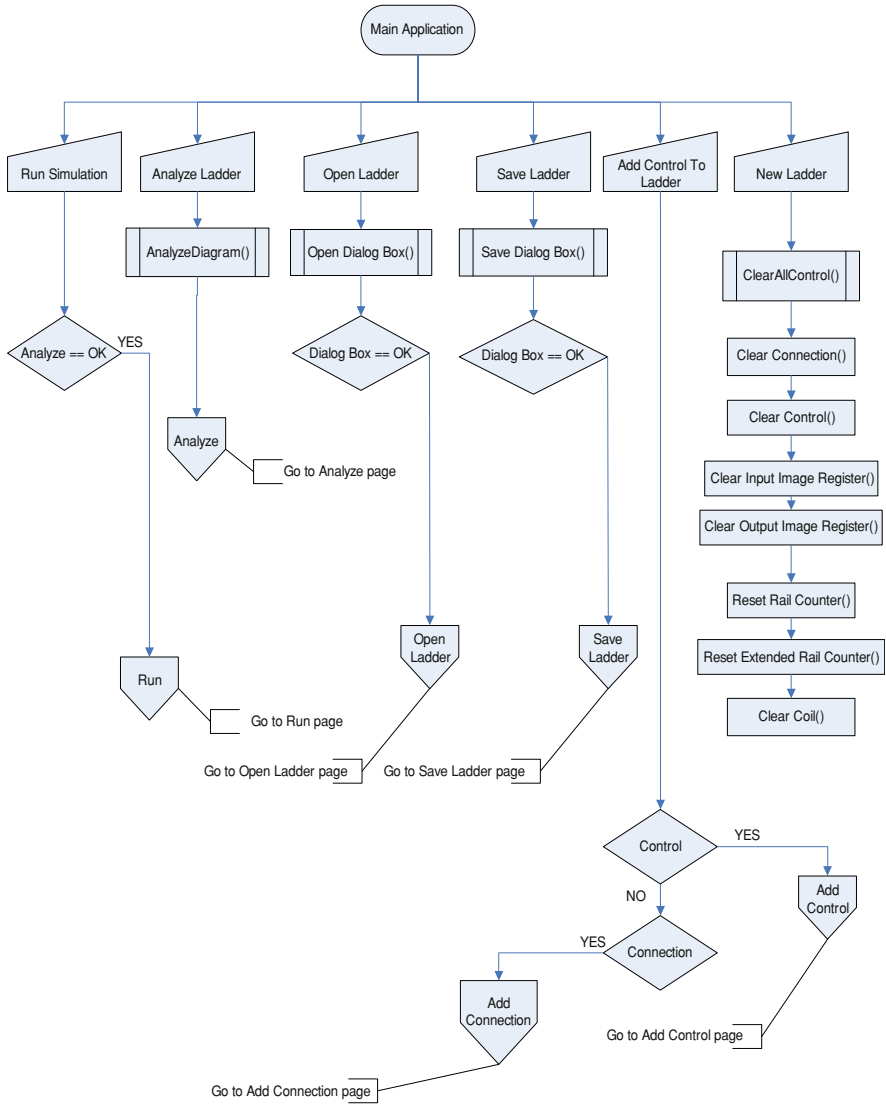 Main Application
Run Simulation
Analyze Ladder
Open Ladder
Save Ladder
Add Control To
Ladder
New Ladder
AnalyzeDiagram()
Open Dialog Box()
Save Dialog Box()
ClearAllControl()
Analyze == OK
YES
Dialog Box == OK
Dialog Box == OK
Clear Connection()
Clear Control()
Analyze
Go to Analyze page
Clear Input Image Register()
Clear Output Image Register()
Reset Rail Counter()
Open
Ladder
Save
Ladder
Reset Extended Rail Counter()
Run
Go to Run page
Clear Coil()
Go to Open Ladder page
Go to Save Ladder page
Control
YES
NO
Add
Control
YES
Connection
Add
Connection
Go to Add Control page
Go to Add Connection page